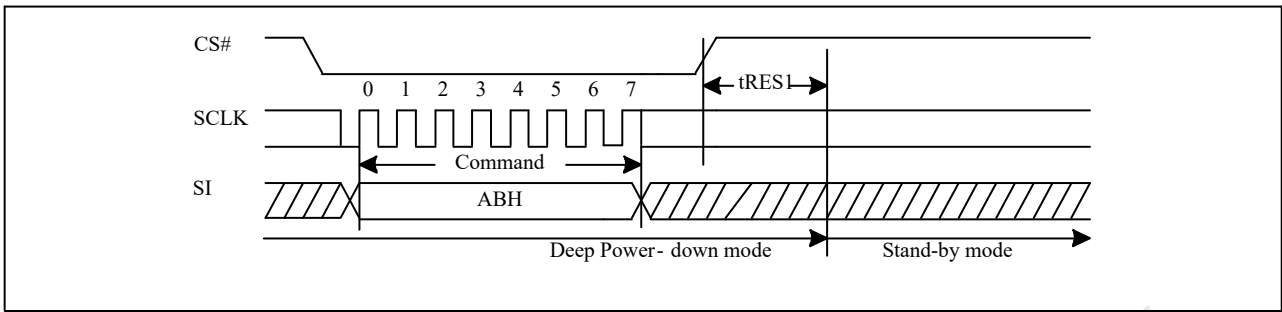 CS#
tRES1
0 1 2 3 4 5 6 7
SCLK
Command
SI
ABH
Deep Power- down mode Stand-by mode